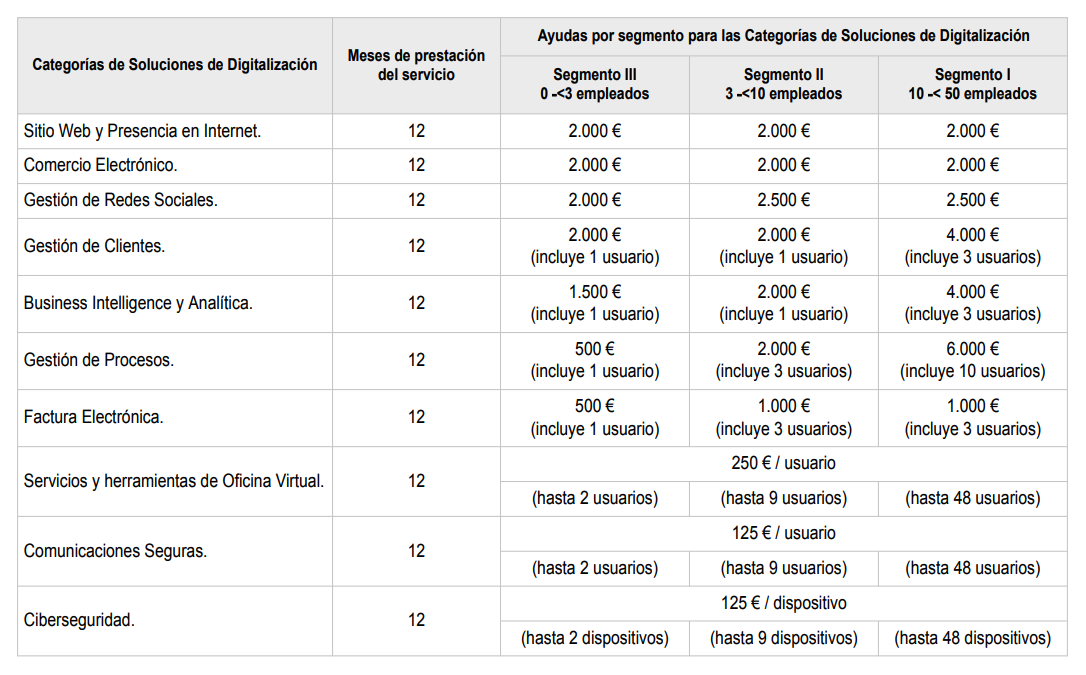 Categorías de Soluciones de Digitalización
Meses de prestación
del servicio
Ayudas por segmento para las Categorías de Soluciones de Digitalización
Segmento III
0 -<3 empleados
Segmento II
3 -<10 empleados
Segmento I
10 -< 50 empleados
Sitio Web y Presencia en Internet. 12 2.000 € 2.000 € 2.000 €
Comercio Electrónico. 12 2.000 € 2.000 € 2.000 €
Gestión de Redes Sociales. 12 2.000 € 2.500 € 2.500 €
Gestión de Clientes. 12
2.000 € 2.000 € 4.000 €
(incluye 1 usuario) (incluye 1 usuario) (incluye 3 usuarios)
Business Intelligence y Analítica. 12
1.500 € 2.000 € 4.000 €
(incluye 1 usuario) (incluye 1 usuario) (incluye 3 usuarios)
Gestión de Procesos. 12
500 € 2.000 € 6.000 €
(incluye 1 usuario) (incluye 3 usuarios) (incluye 10 usuarios)
Factura Electrónica. 12
500 € 1.000 € 1.000 €
(incluye 1 usuario) (incluye 3 usuarios) (incluye 3 usuarios)
Servicios y herramientas de Oficina Virtual. 12
250 € / usuario
(hasta 2 usuarios) (hasta 9 usuarios) (hasta 48 usuarios)
Comunicaciones Seguras. 12
125 € / usuario
(hasta 2 usuarios) (hasta 9 usuarios) (hasta 48 usuarios)
Ciberseguridad. 12
125 € / dispositivo
(hasta 2 dispositivos) (hasta 9 dispositivos) (hasta 48 dispositivos)